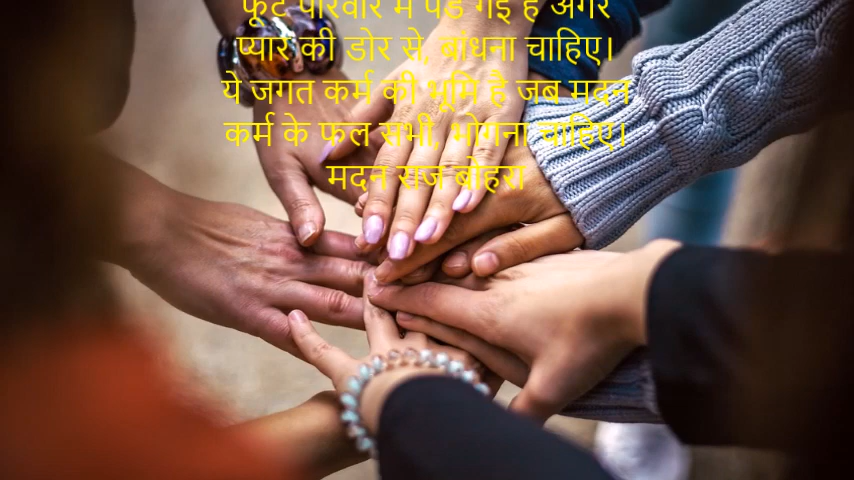 फूट परिवार में पड गई है अगर
प्यार की डोर से, बांधना चाहिए।
ये जगत कर्म की भूमि है जब मदन
कर्म के फल सभी, भोगना चाहिए।
मदन राज बोहरा